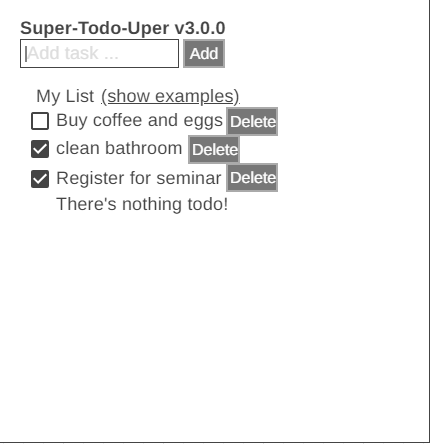 Super-Todo-Uper v3.0.0
Add task ... Add
My List (show examples)
Buy coffee and eggs Delete
clean bathroom Delete
Register for seminar Delete
There's nothing todo!